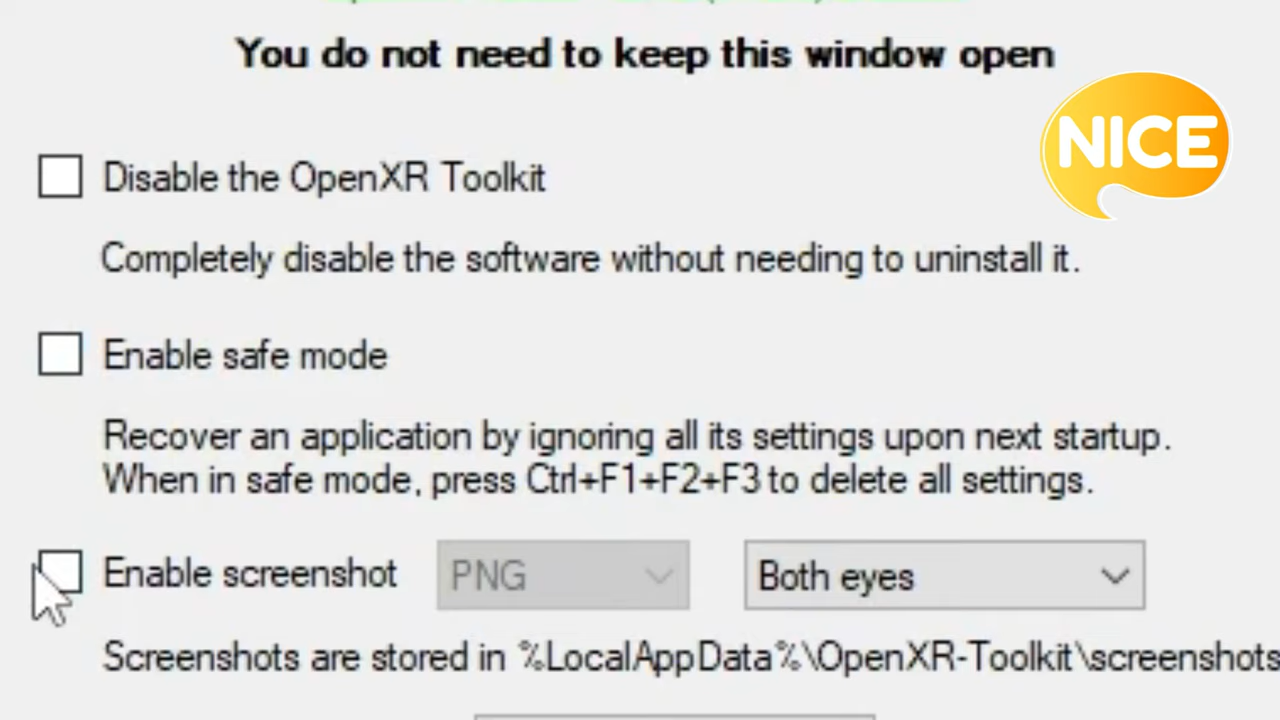 You do not need to keep this window open
NICE
Disable the OpenXR Toolkit
Completely disable the software without needing to uninstall it.
Enable safe mode
Recover an application by ignoring all its settings upon next startup.
When in safe mode, press Ctrl+F1+F2+F3 to delete all settings.
Enable screenshot PNG Both eyes
Screenshots are stored in %LocalAppData%\OpenXR-Toolkit\screenshots